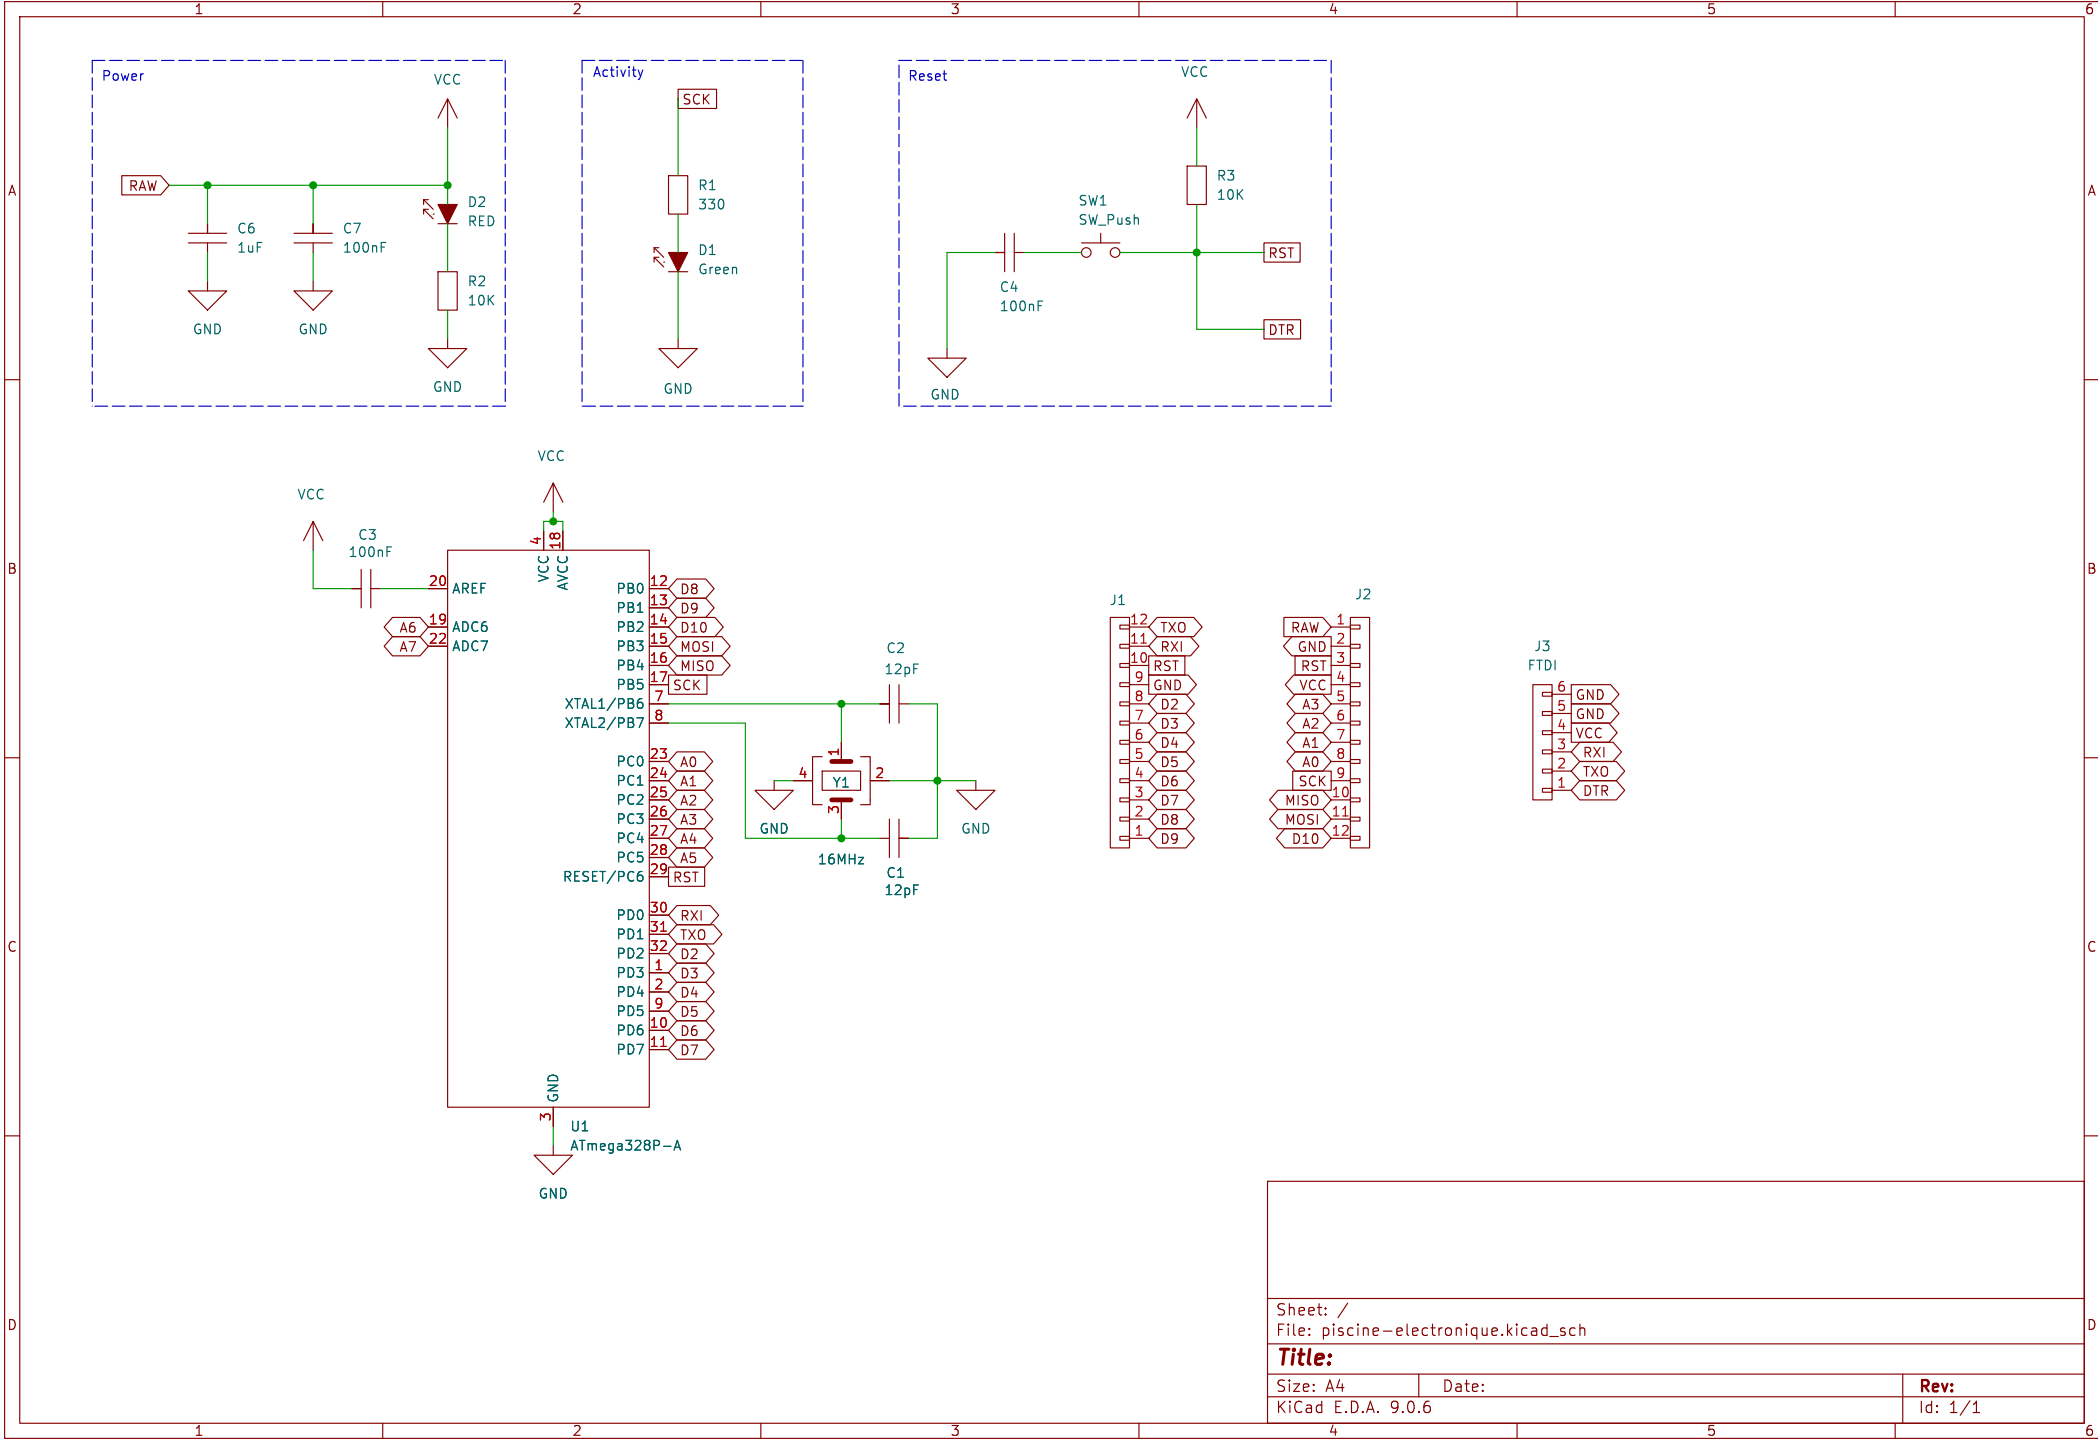 1 2 3 4 5 6
A
B
C
D
A
B
C
D
Power
VCC
RAW
C6
1uF
C7
100nF
D2
RED
R2
10K
GND
GND
GND
Activity
SCK
R1
330
D1
Green
GND
Reset
VCC
R3
10K
SW1
SW_Push
RST
C4
100nF
DTR
GND
VCC
VCC
C3
100nF
4 18
VCC AVCC
20 AREF
A6 19 ADC6
A7 22 ADC7
PB0 12 D8
PB1 13 D9
PB2 14 D10
PB3 15 MOSI
PB4 16 MISO
PB5 17 SCK
XTAL1/PB6 7
XTAL2/PB7 8
PC0 23 A0
PC1 24 A1
PC2 25 A2
PC3 26 A3
PC4 27 A4
PC5 28 A5
RESET/PC6 29 RST
PD0 30 RXI
PD1 31 TXO
PD2 32 D2
PD3 1 D3
PD4 2 D4
PD5 9 D5
PD6 10 D6
PD7 11 D7
GND
3
U1
ATmega328P-A
GND
C2
12pF
1
4 Y1 2
3
GND
GND
16MHz
C1
12pF
J1
12 TXO
11 RXI
10 RST
9 GND
8 D2
7 D3
6 D4
5 D5
4 D6
3 D7
2 D8
1 D9
J2
RAW 1
GND 2
RST 3
VCC 4
A3 5
A2 6
A1 7
A0 8
SCK 9
MISO 10
MOSI 11
D10 12
J3
FTDI
6 GND
5 GND
4 VCC
3 RXI
2 TXO
1 DTR
Sheet: /
File: piscine-electronique.kicad_sch
Title:
Size: A4 Date: Rev:
KiCad E.D.A. 9.0.6 Id: 1/1
1 2 3 4 5 6